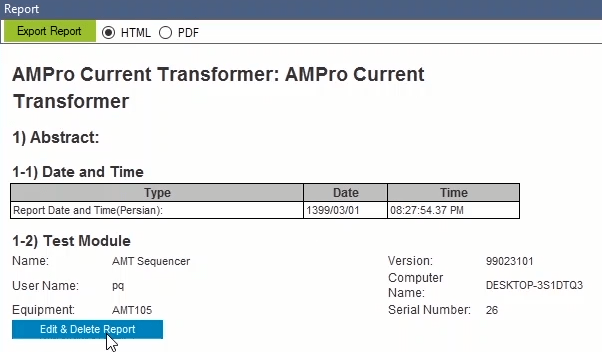 Report
Export Report HTML PDF
AMPro Current Transformer: AMPro Current
Transformer
1) Abstract:
1-1) Date and Time
Type Date Time
Report Date and Time(Persian): 1399/03/01 08:27:54.37 PM
1-2) Test Module
Name: AMT Sequencer Version: 99023101
User Name: pq Computer Name: DESKTOP-3S1DTQ3
Equipment: AMT105 Serial Number: 26
Edit & Delete Report